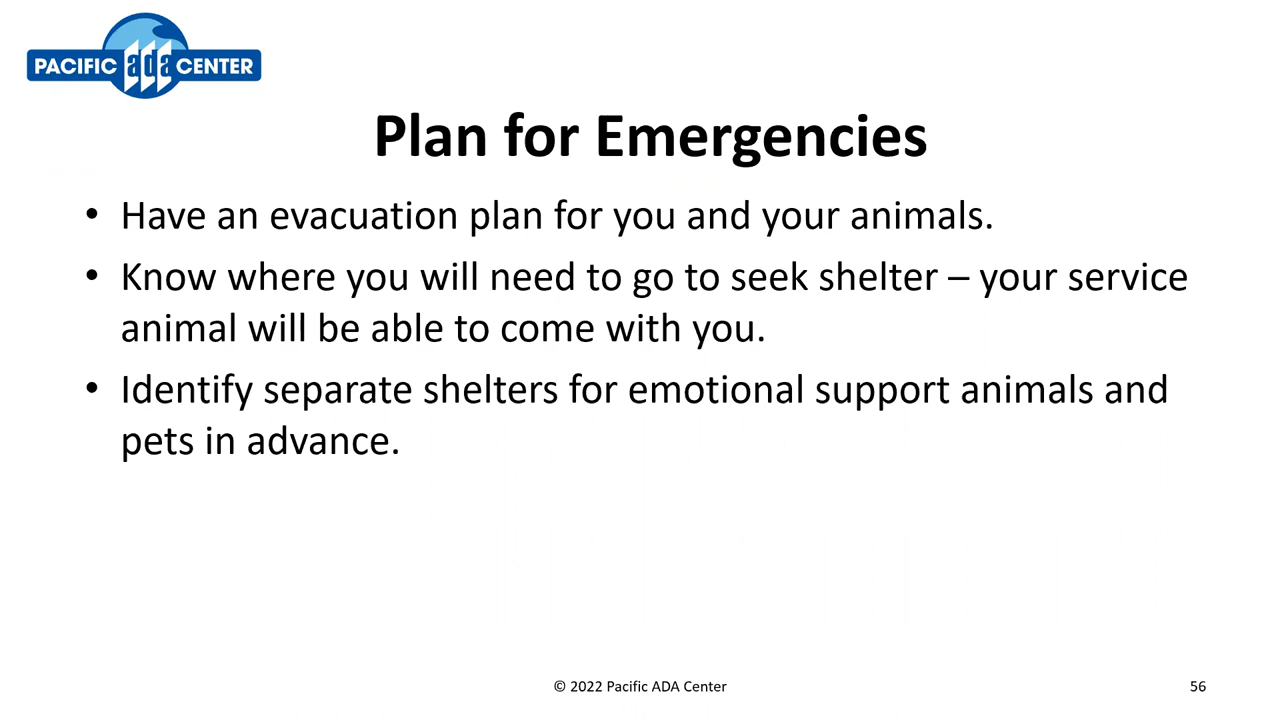 PACIFIC ada CENTER
Plan for Emergencies
• Have an evacuation plan for you and your animals.
• Know where you will need to go to seek shelter – your service
animal will be able to come with you.
• Identify separate shelters for emotional support animals and
pets in advance.
© 2022 Pacific ADA Center
56